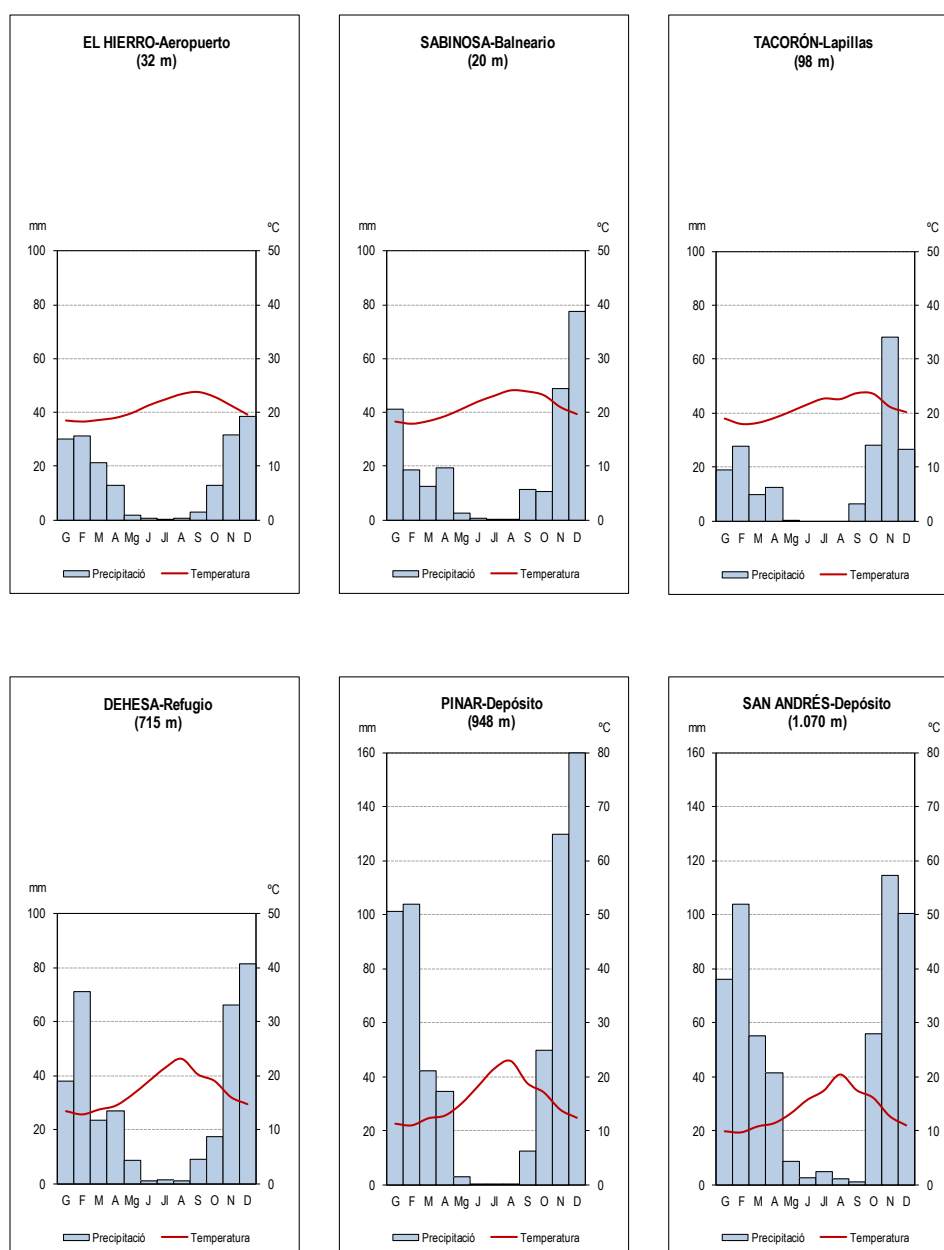 EL HIERRO-Aeropuerto
(32 m)
mm ºC
100 50
80 40
60 30
40 20
20 10
0 0
G F M A Mg J Jl A S O N D
Precipitació Temperatura
SABINOSA-Balneario
(20 m)
mm ºC
100 50
80 40
60 30
40 20
20 10
0 0
G F M A Mg J Jl A S O N D
Precipitació Temperatura
TACORÓN-Lapillas
(98 m)
mm ºC
100 50
80 40
60 30
40 20
20 10
0 0
G F M A Mg J Jl A S O N D
Precipitació Temperatura
DEHESA-Refugio
(715 m)
mm ºC
100 50
80 40
60 30
40 20
20 10
0 0
G F M A Mg J Jl A S O N D
Precipitació Temperatura
PINAR-Depósito
(948 m)
mm ºC
160 80
140 70
120 60
100 50
80 40
60 30
40 20
20 10
0 0
G F M A Mg J Jl A S O N D
Precipitació Temperatura
SAN ANDRÉS-Depósito
(1.070 m)
mm ºC
160 80
140 70
120 60
100 50
80 40
60 30
40 20
20 10
0 0
G F M A Mg J Jl A S O N D
Precipitació Temperatura